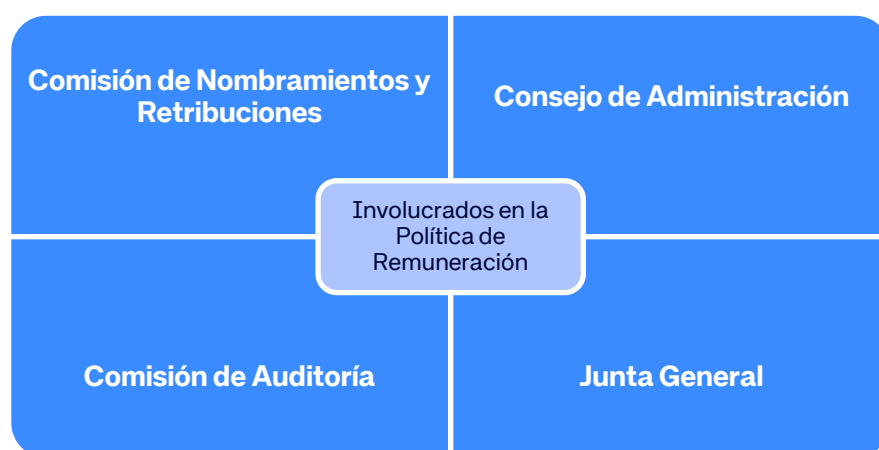 Comisión de Nombramientos y
Retribuciones
Consejo de Administración
Involucrados en la
Política de
Remuneración
Comisión de Auditoría
Junta General